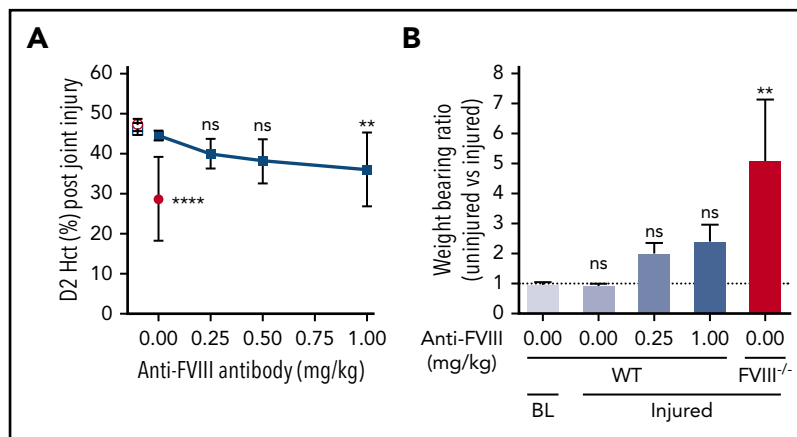 A
D2 Hct (%) post joint injury
60
50
40
30
20
10
0
ns
ns
**
****
0.00 0.25 0.50 0.75 1.00
Anti-FVIII antibody (mg/kg)
B
Weight bearing ratio
(uninjured vs injured)
8
7
6
5
4
3
2
1
0
ns
ns
ns
**
Anti-FVIII
(mg/kg)
0.00 0.00 0.25 1.00 0.00
WT FVIII-/-
BL Injured